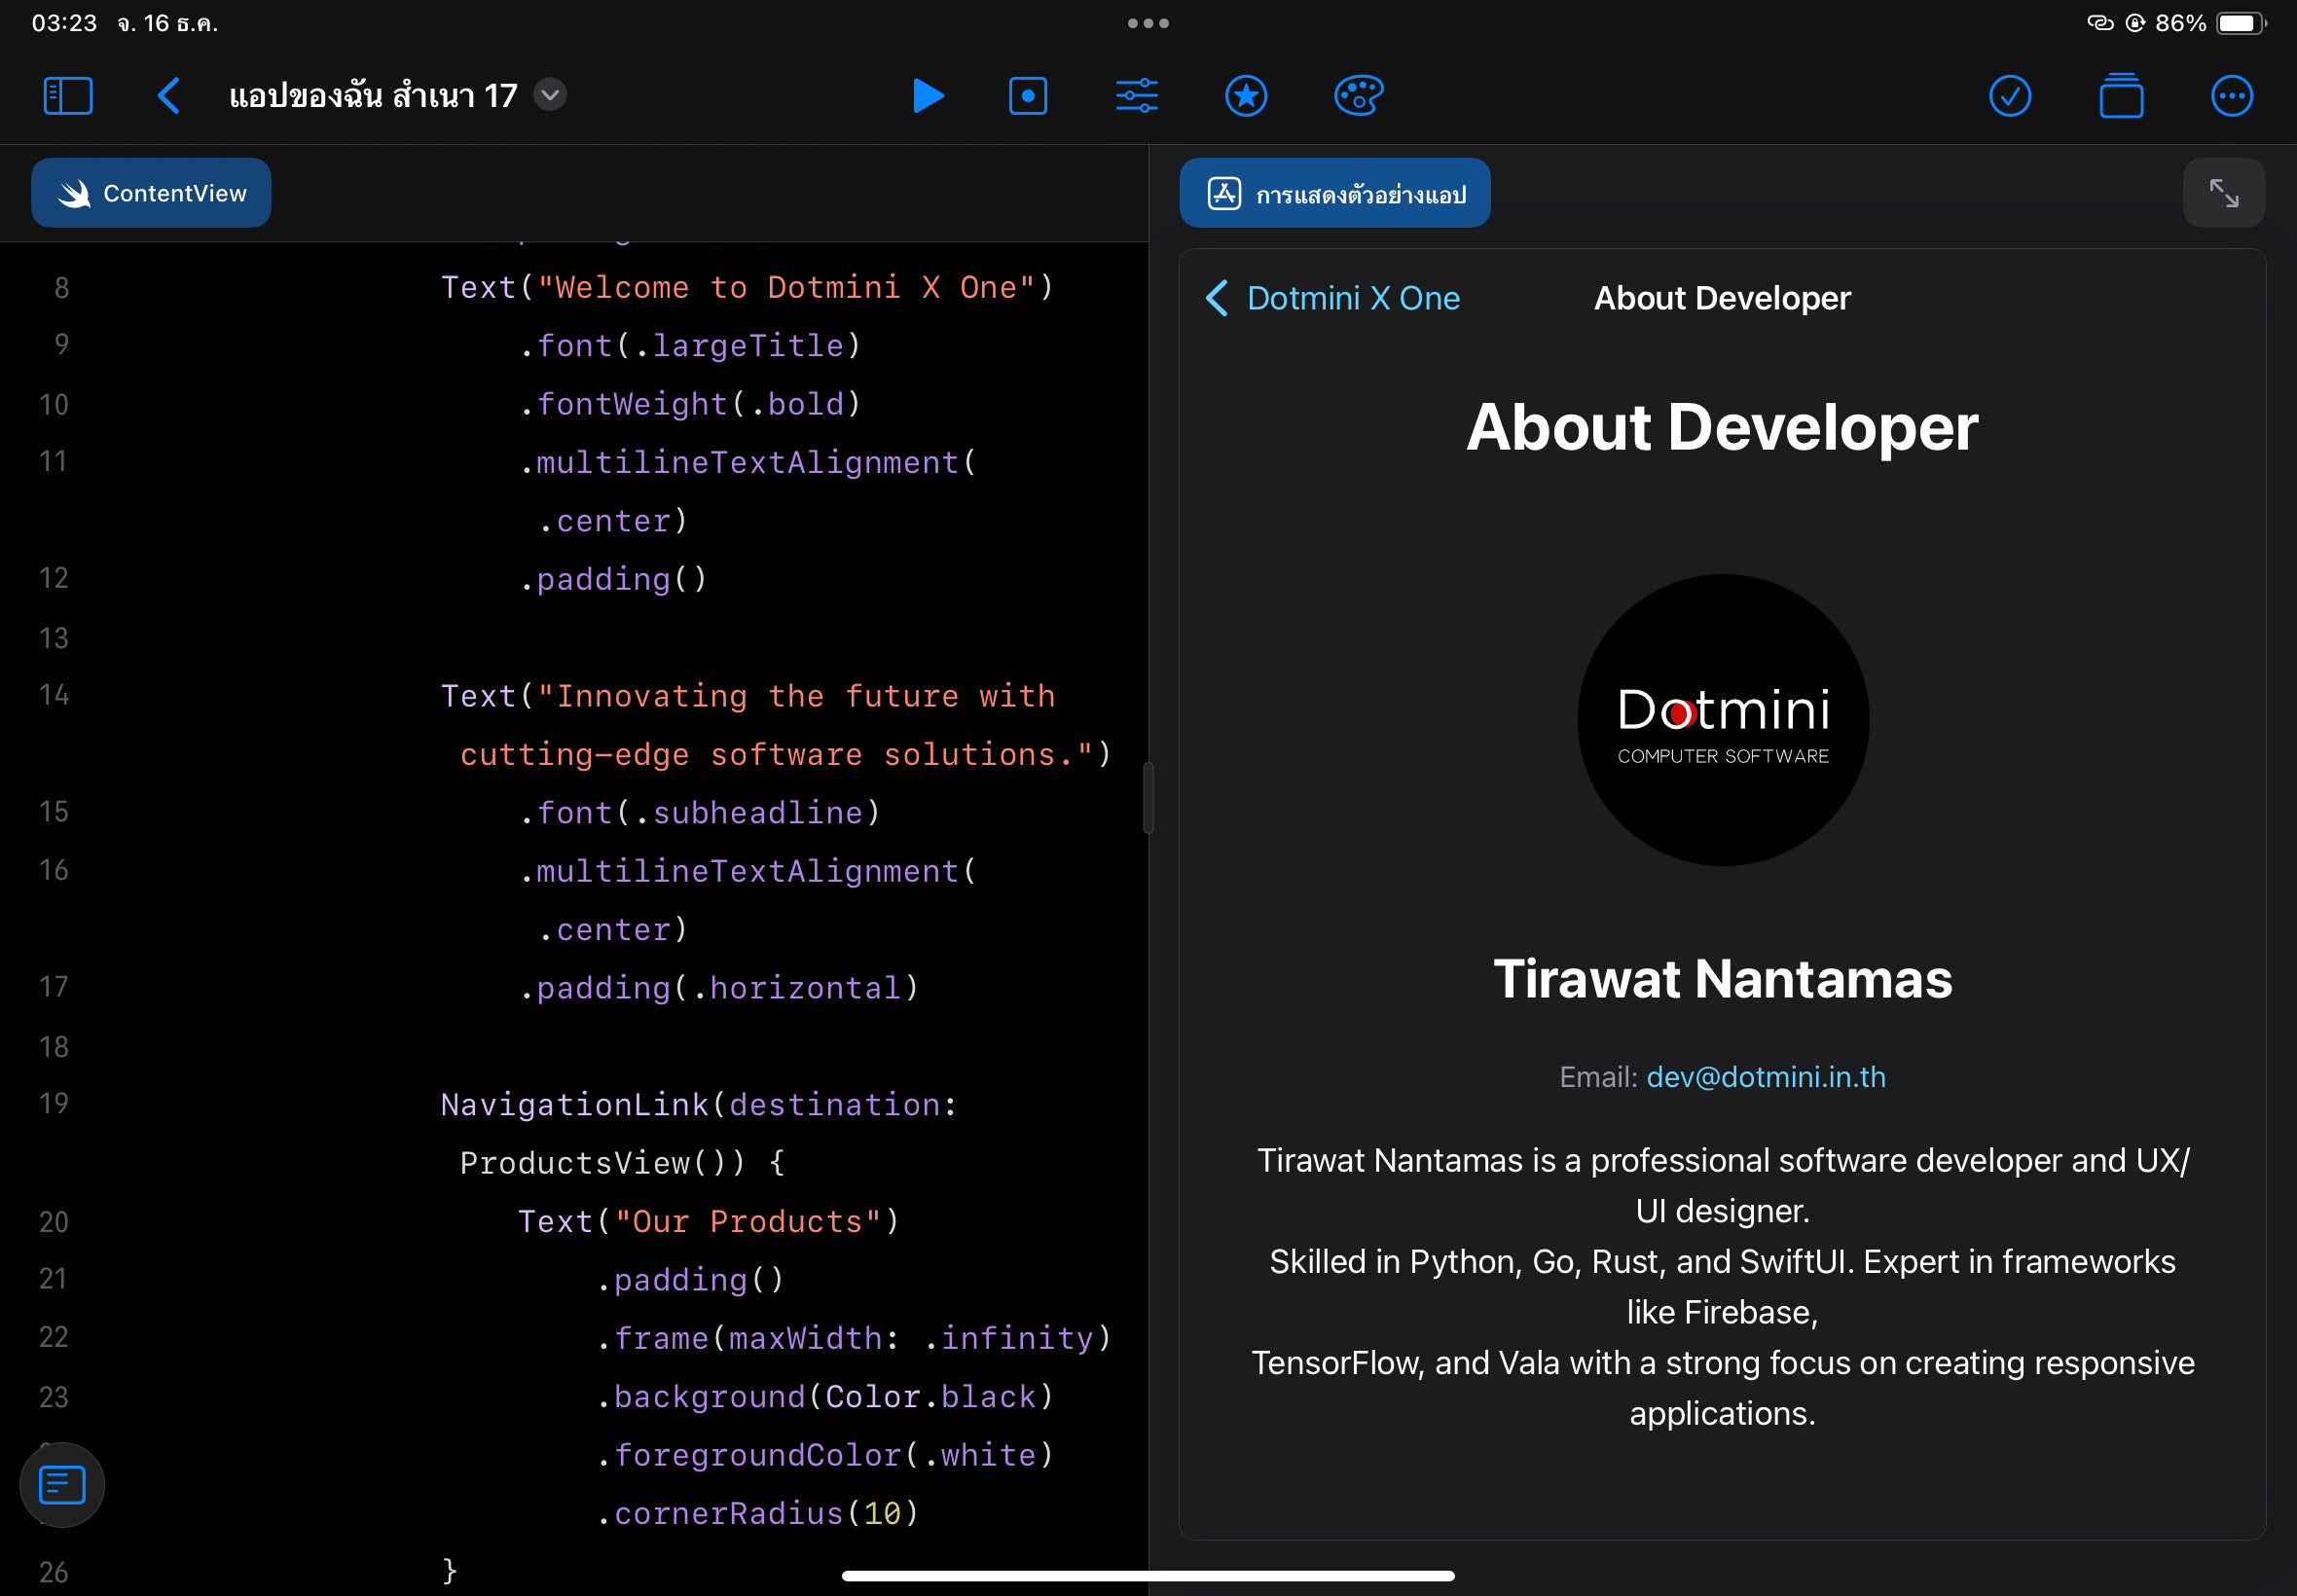 03:23 จ. 16 ธ.ค.
86%
แอปของฉัน สำเนา 17
ContentView
8 Text("Welcome to Dotmini X One")
9 .font(.largeTitle)
10 .fontWeight(.bold)
11 .multilineTextAlignment(
.center)
12 .padding()
13
14 Text("Innovating the future with
cutting-edge software solutions.")
15 .font(.subheadline)
16 .multilineTextAlignment(
.center)
17 .padding(.horizontal)
18
19 NavigationLink(destination:
ProductsView()) {
20 Text("Our Products")
21 .padding()
22 .frame(maxWidth: .infinity)
23 .background(Color.black)
.foregroundColor(.white)
.cornerRadius(10)
26 }
การแสดงตัวอย่างแอป
Dotmini X One
About Developer
About Developer
Dotmini
COMPUTER SOFTWARE
Tirawat Nantamas
Email: dev@dotmini.in.th
Tirawat Nantamas is a professional software developer and UX/
UI designer.
Skilled in Python, Go, Rust, and SwiftUI. Expert in frameworks
like Firebase,
TensorFlow, and Vala with a strong focus on creating responsive
applications.